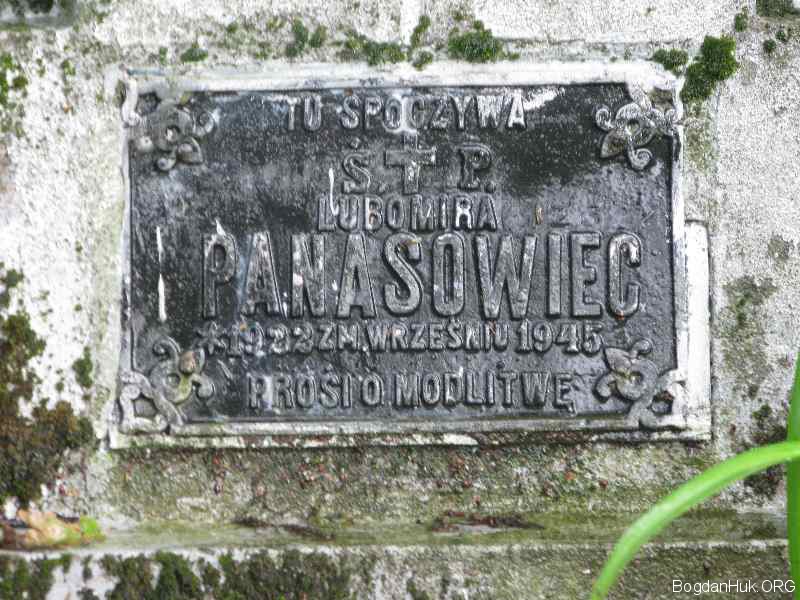 TU SPOCZYWA
Ś. † P.
LUBOMIRA
PANASOWIEC
*1922 ZM. WRZEŚNIU 1945
PROSI O MODLITWĘ
BogdanHuk.ORG